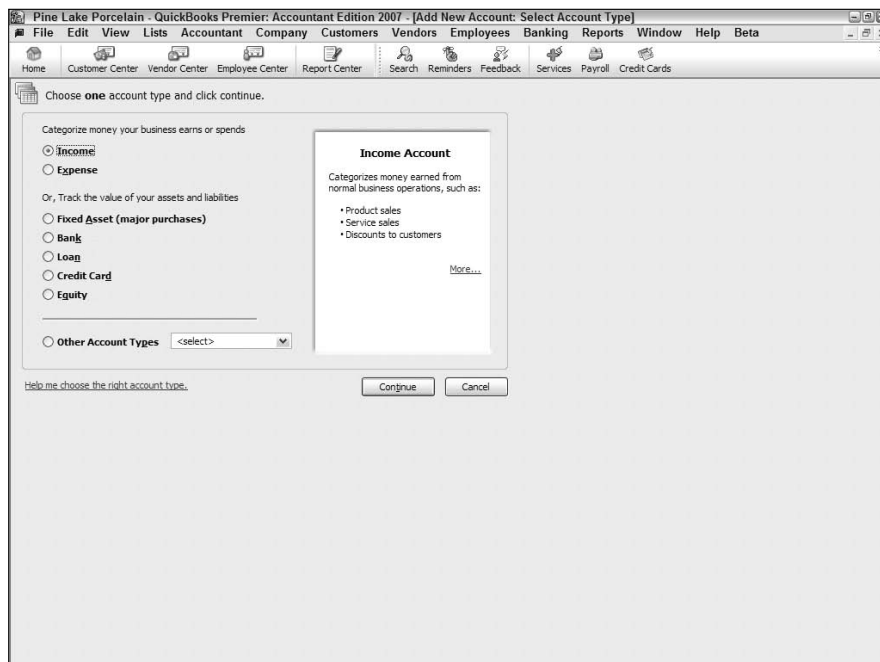 Pine Lake Porcelain - QuickBooks Premier: Accountant Edition 2007 - [Add New Account: Select Account Type]
File Edit View Lists Accountant Company Customers Vendors Employees Banking Reports Window Help Beta
Home Customer Center Vendor Center Employee Center Report Center Search Reminders Feedback Services Payroll Credit Cards
Choose one account type and click continue.
Categorize money your business earns or spends
Income
Expense
Or, Track the value of your assets and liabilities
Fixed Asset (major purchases)
Bank
Loan
Credit Card
Equity
Other Account Types <select>
Income Account
Categorizes money earned from
normal business operations, such as:
• Product sales
• Service sales
• Discounts to customers
More...
Help me choose the right account type.
Continue Cancel